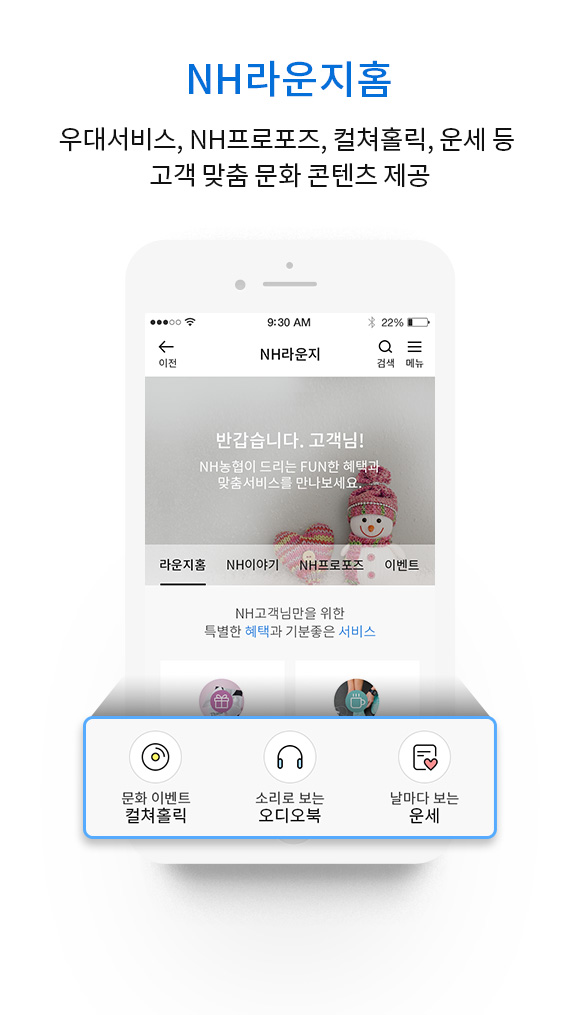 NH라운지홈
우대서비스, NH프로포즈, 컬쳐홀릭, 운세 등
고객 맞춤 문화 콘텐츠 제공
9:30 AM
22%
이전
NH라운지
검색
메뉴
반갑습니다. 고객님!
NH농협이 드리는 FUN한 혜택과
맞춤서비스를 만나보세요.
라운지홈
NH이야기
NH프로포즈
이벤트
NH고객님만을 위한
특별한 혜택과 기분좋은 서비스
문화 이벤트
컬쳐홀릭
소리로 보는
오디오북
날마다 보는
운세